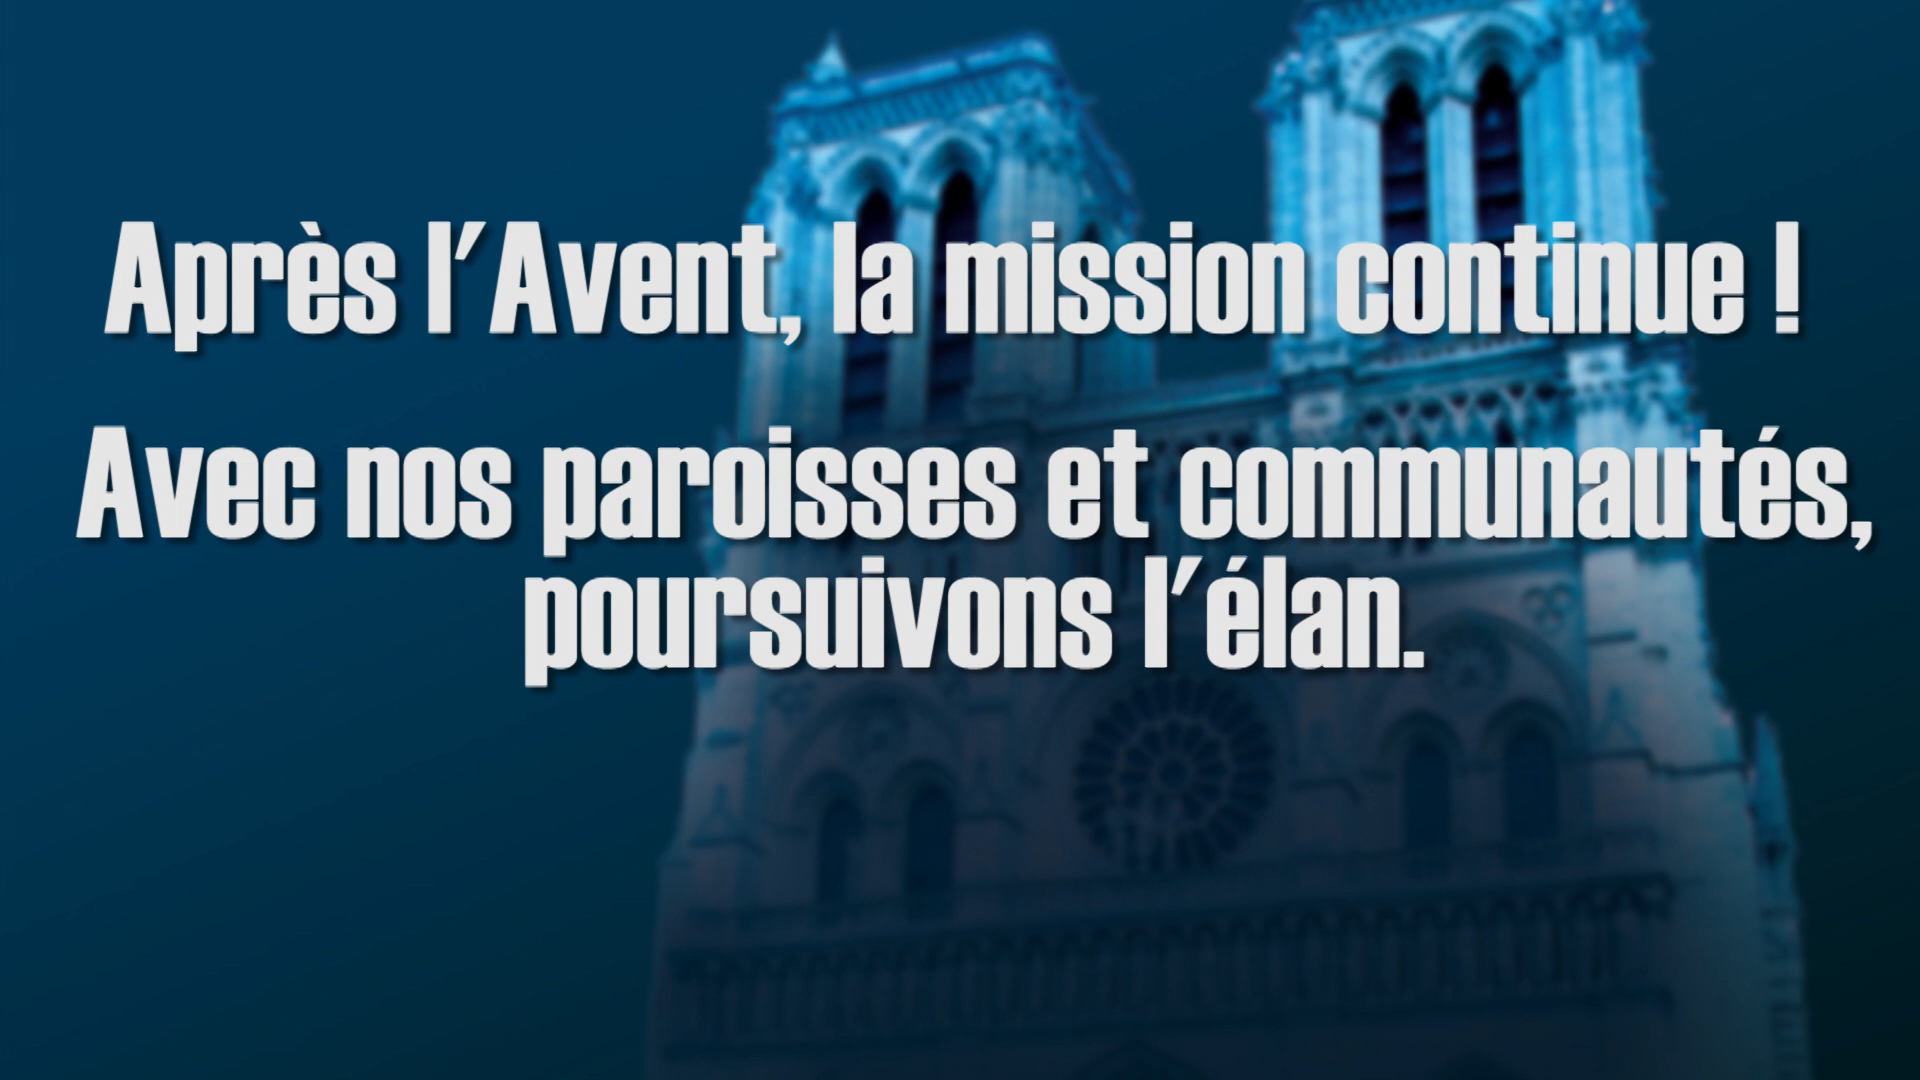 Après l'Avent, la mission continue !
Avec nos paroisses et communautés,
poursuivons l'élan.